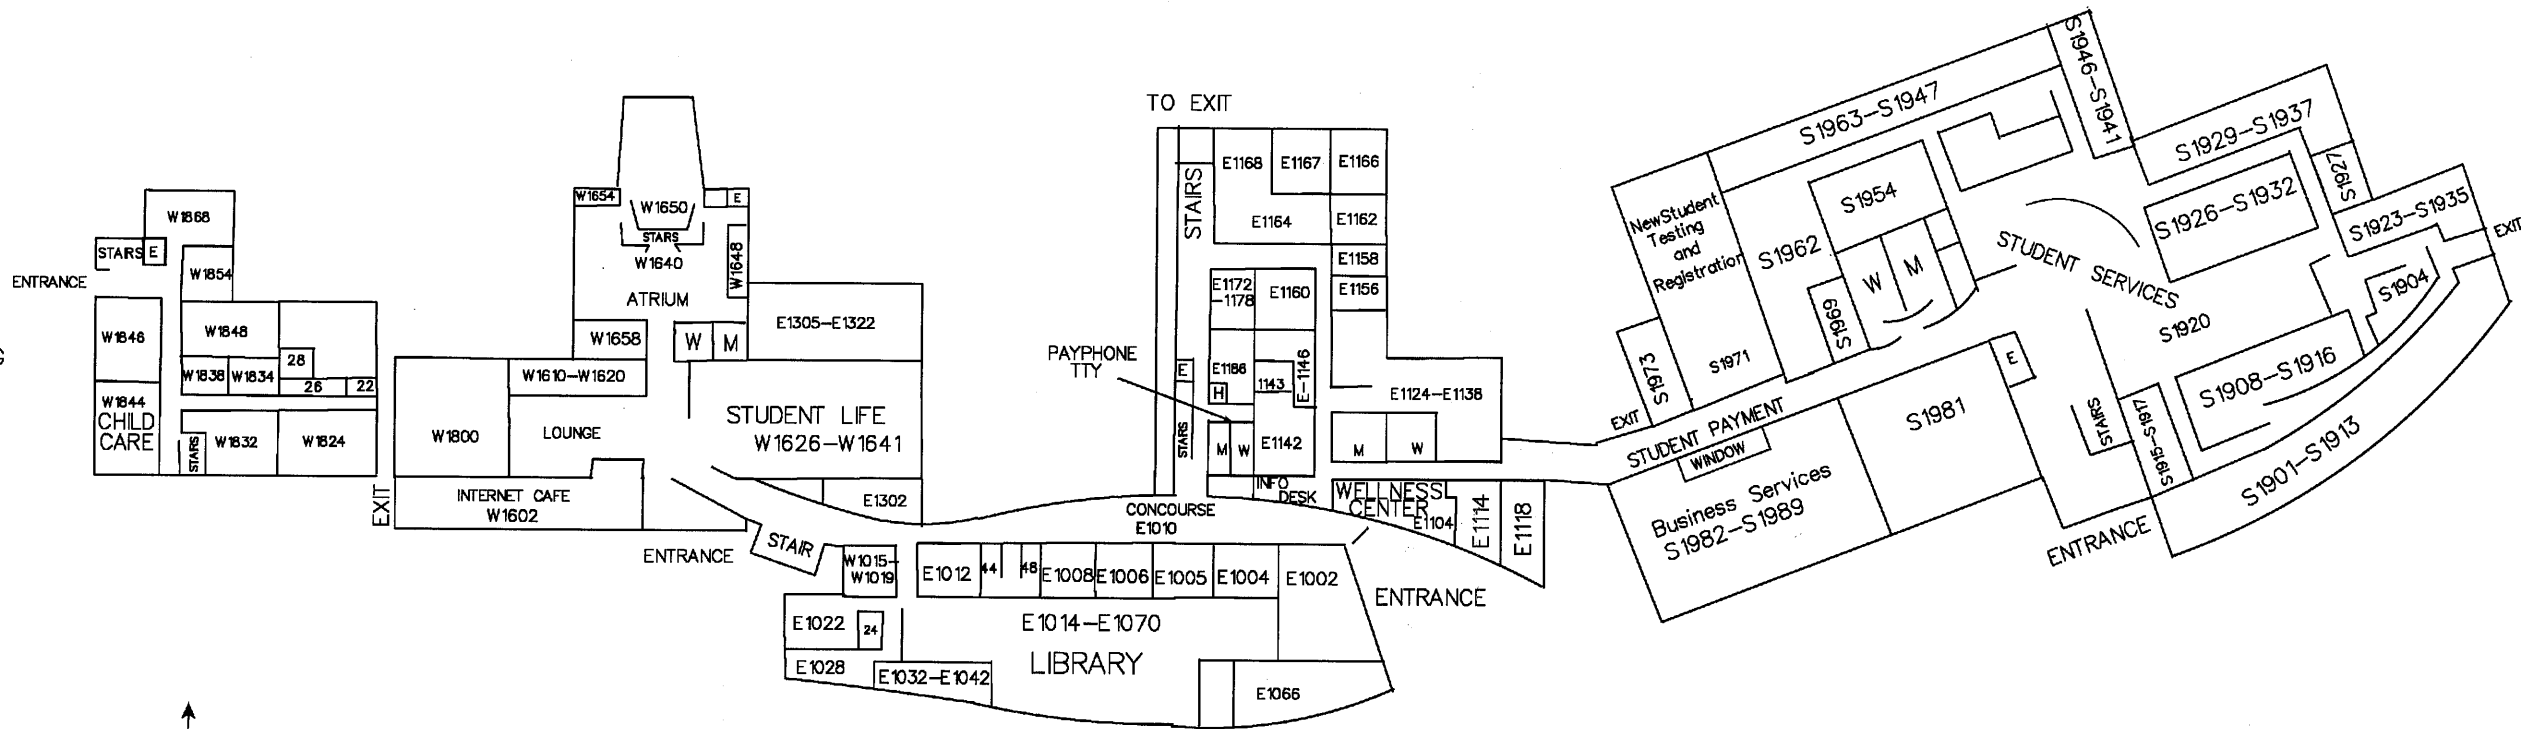 TO EXIT
W1868
STARS
E
ENTRANCE
W1854
W1846
W1848
28
W1838
W1834
26
22
W1844
CHILD
CARE
STARS
W1832
W1824
W1654
W1650
E
STARS
W1640
W1648
ATRIUM
W1658
W
M
E1305-E1322
W1610-W1620
W1800
LOUNGE
STUDENT LIFE
W1626-W1641
EXIT
INTERNET CAFE
W1602
E1302
ENTRANCE
STAIR
W1015-
W1019
E1022
24
E1028
E1032-E1042
E1012
44
48
E1008
E1006
E1005
E1004
E1002
E1014-E1070
LIBRARY
E1066
CONCOURSE
E1010
STAIRS
E1168
E1167
E1166
E1164
E1162
E1158
E1156
E1172
-1178
E1160
PAYPHONE
TTY
E
E1186
H
1143
E-1146
E1124-E1138
STARS
M
W
E1142
M
W
INFO
DESK
WELLNESS
CENTER
E1104
E1114
E1118
ENTRANCE
S1946-S1941
S1963-S1947
S1929-S1937
S1927
New Student
Testing
and
Registration
S1962
S1954
W
M
S1969
S1926-S1932
S1923-S1935
EXIT
STUDENT SERVICES
S1904
S1920
S1973
S1971
EXIT
STUDENT PAYMENT
WINDOW
E
S1981
Business Services
S1982-S1989
STAIRS
S1915-S1917
S1908-S1916
S1901-S1913
ENTRANCE